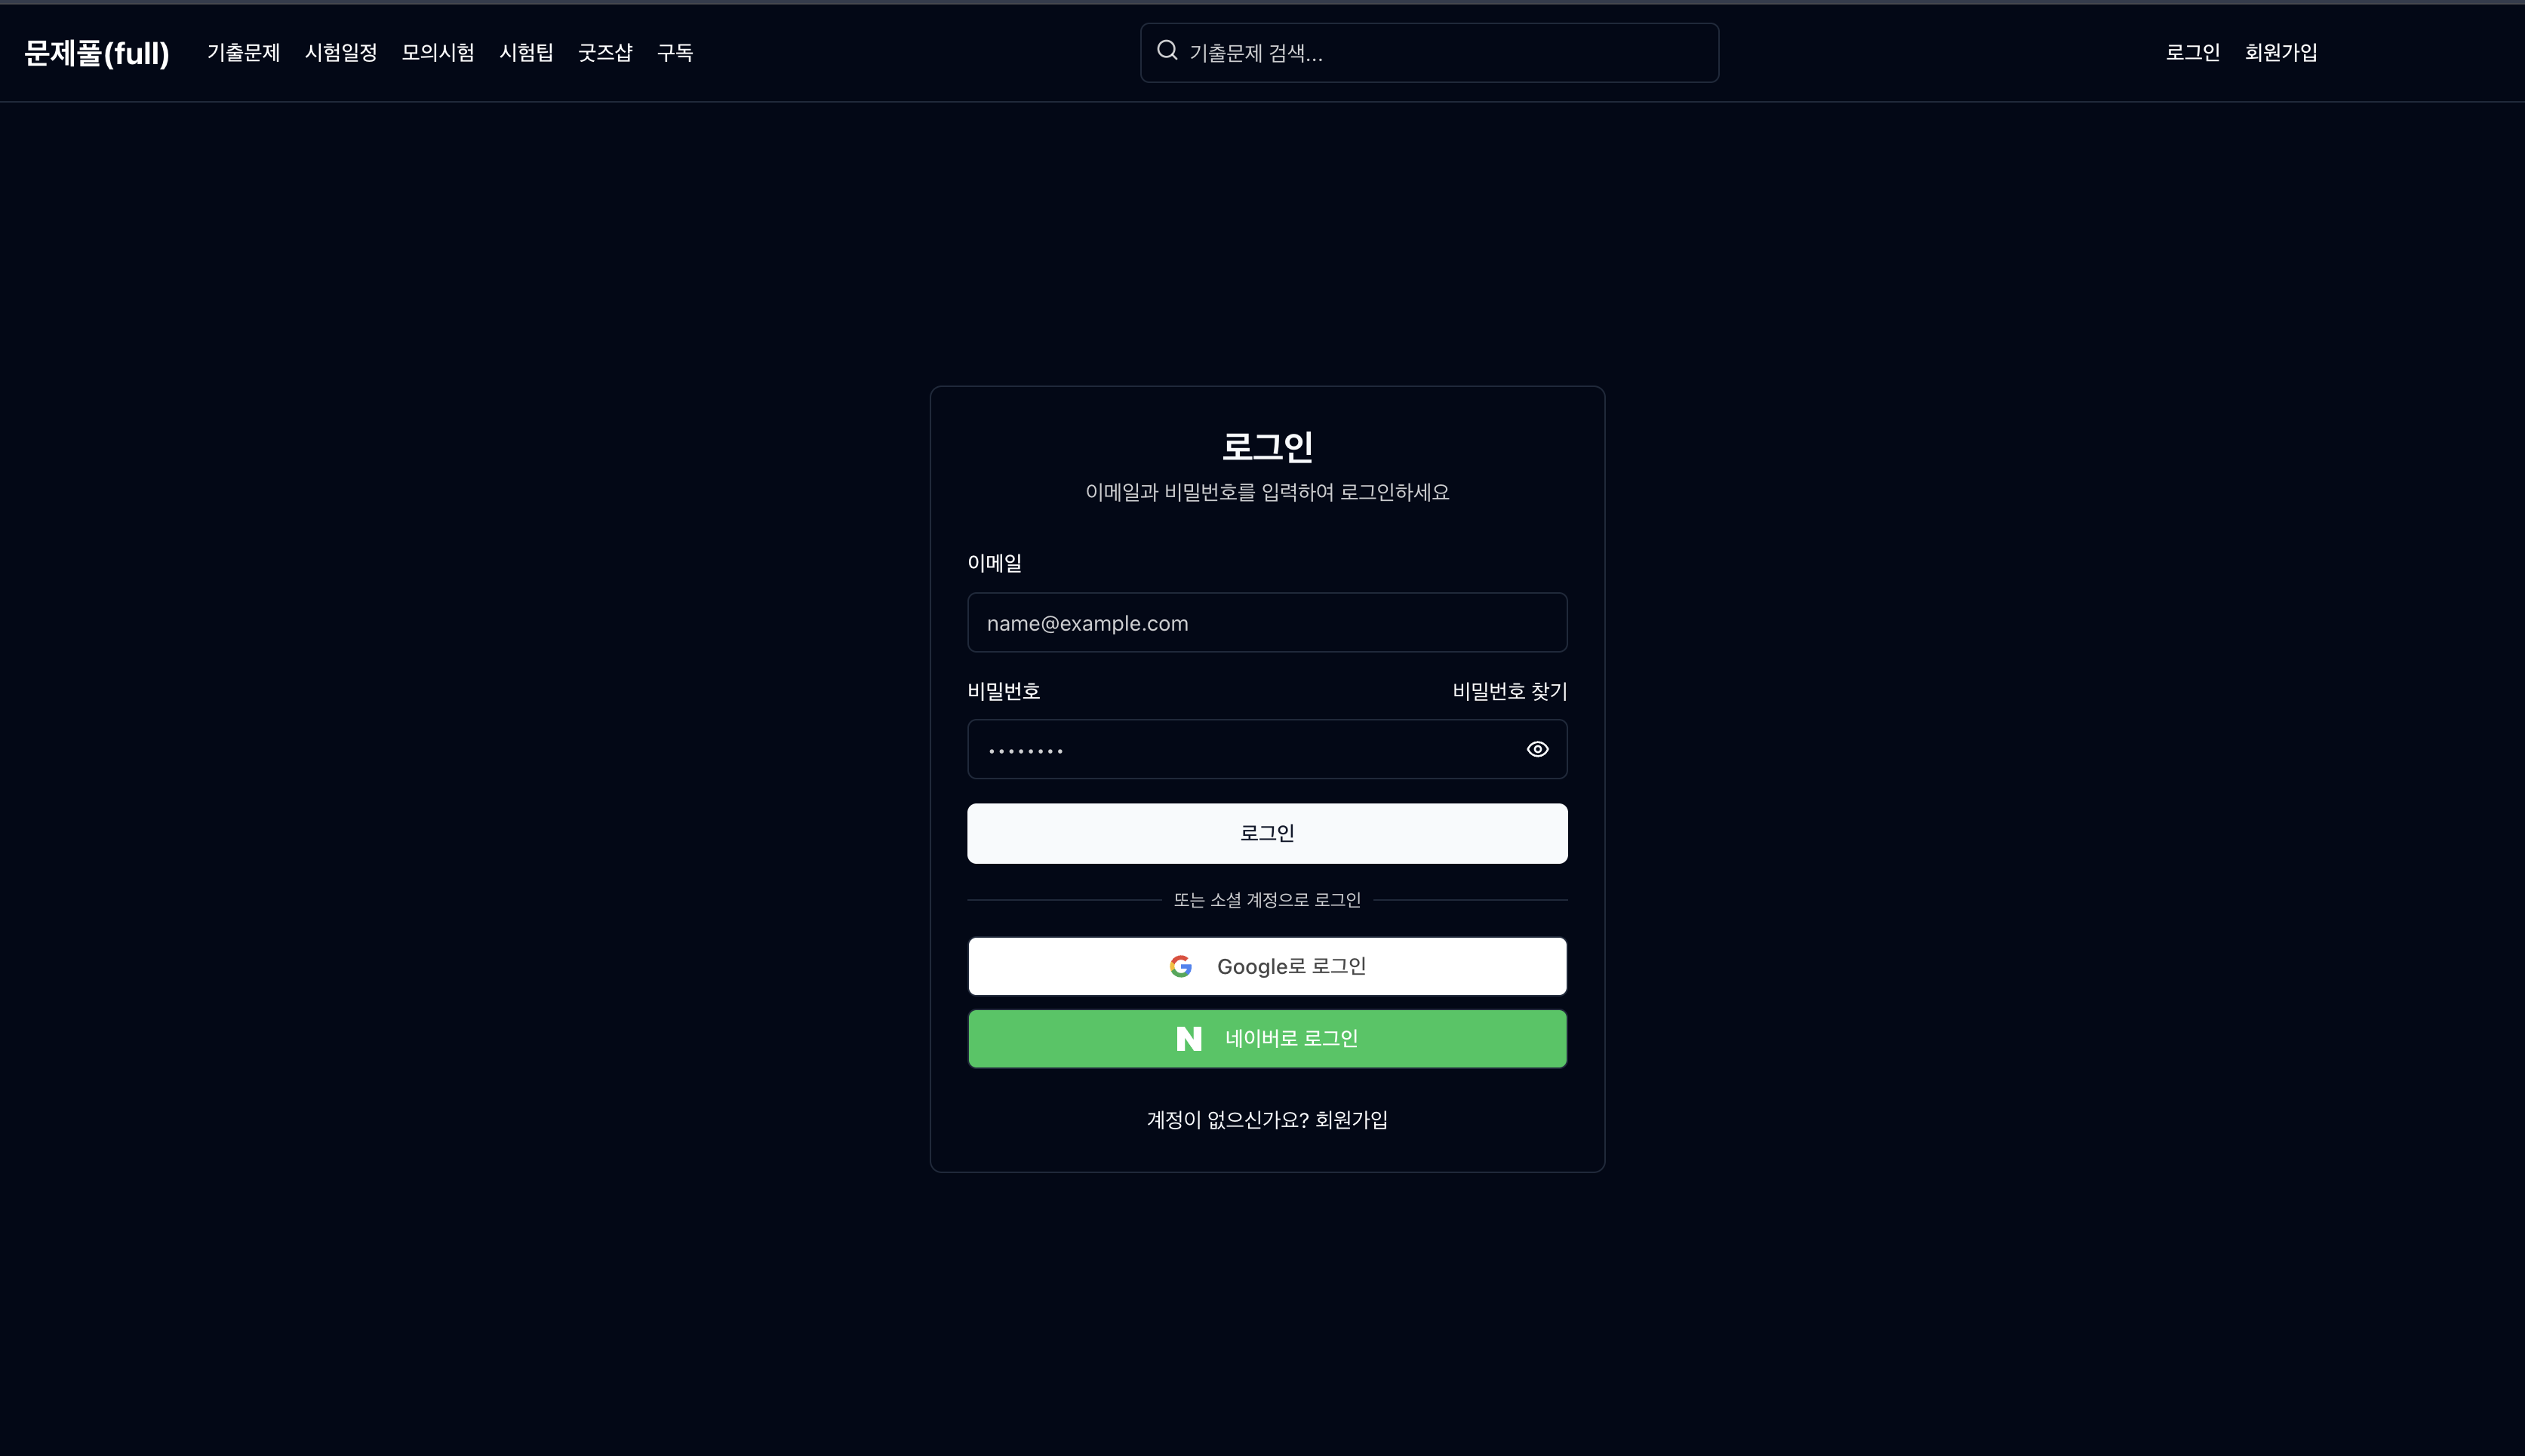 문제풀(full) 기출문제 시험일정 모의시험 시험팁 굿즈샵 구독 기출문제 검색... 로그인 회원가입
로그인
이메일과 비밀번호를 입력하여 로그인하세요
이메일
name@example.com
비밀번호 비밀번호 찾기
••••••••
로그인
또는 소셜 계정으로 로그인
Google로 로그인
N 네이버로 로그인
계정이 없으신가요? 회원가입